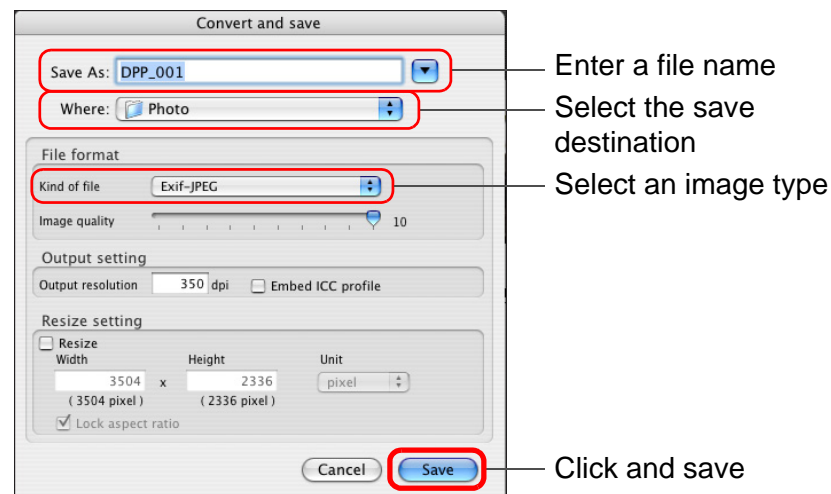 Convert and save
Save As: DPP_001
Enter a file name
Where: Photo
Select the save
destination
File format
Kind of file Exif-JPEG
Select an image type
Image quality 10
Output setting
Output resolution 350 dpi Embed ICC profile
Resize setting
Resize
Width Height Unit
3504 x 2336 pixel
( 3504 pixel ) ( 2336 pixel )
Lock aspect ratio
Cancel Save
Click and save